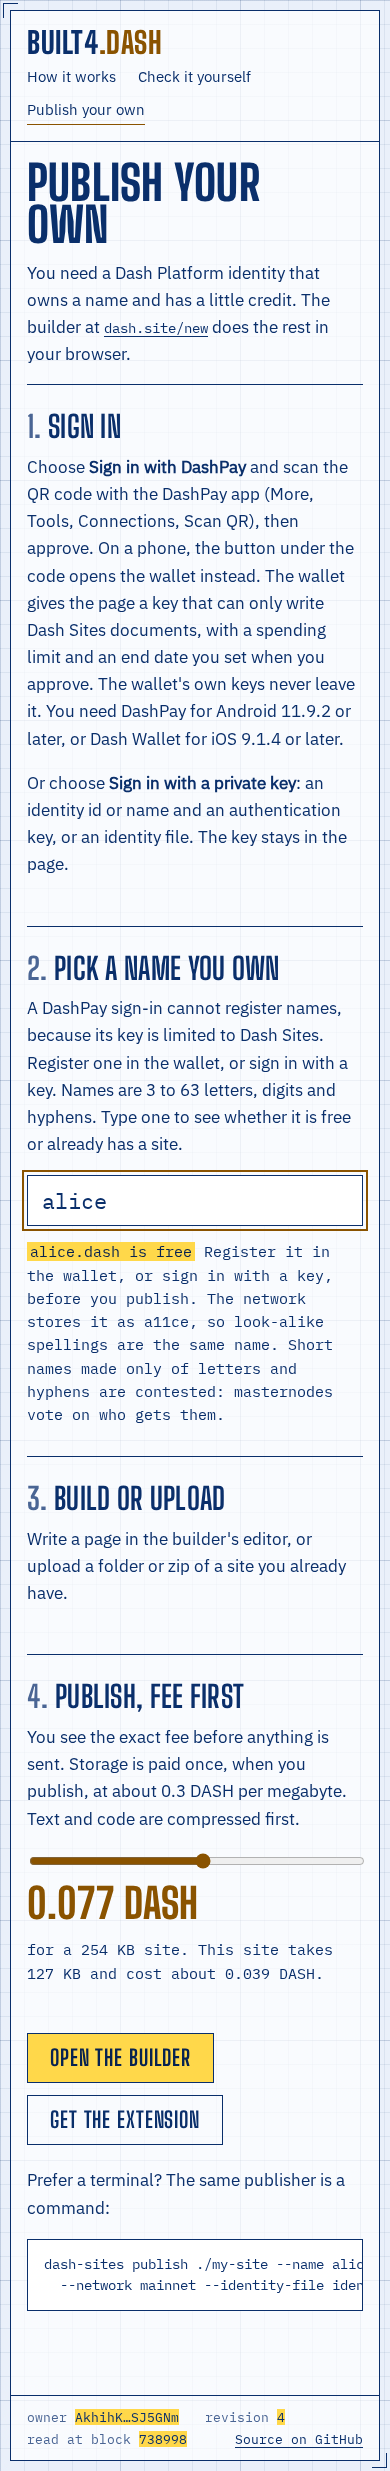 BUILT4.DASH
How it works Check it yourself
Publish your own
PUBLISH YOUR
OWN
You need a Dash Platform identity that
owns a name and has a little credit. The
builder at dash.site/new does the rest in
your browser.
1. SIGN IN
Choose Sign in with DashPay and scan the
QR code with the DashPay app (More,
Tools, Connections, Scan QR), then
approve. On a phone, the button under the
code opens the wallet instead. The wallet
gives the page a key that can only write
Dash Sites documents, with a spending
limit and an end date you set when you
approve. The wallet's own keys never leave
it. You need DashPay for Android 11.9.2 or
later, or Dash Wallet for iOS 9.1.4 or later.
Or choose Sign in with a private key: an
identity id or name and an authentication
key, or an identity file. The key stays in the
page.
2. PICK A NAME YOU OWN
A DashPay sign-in cannot register names,
because its key is limited to Dash Sites.
Register one in the wallet, or sign in with a
key. Names are 3 to 63 letters, digits and
hyphens. Type one to see whether it is free
or already has a site.
alice
alice.dash is free Register it in
the wallet, or sign in with a key,
before you publish. The network
stores it as a11ce, so look-alike
spellings are the same name. Short
names made only of letters and
hyphens are contested: masternodes
vote on who gets them.
3. BUILD OR UPLOAD
Write a page in the builder's editor, or
upload a folder or zip of a site you already
have.
4. PUBLISH, FEE FIRST
You see the exact fee before anything is
sent. Storage is paid once, when you
publish, at about 0.3 DASH per megabyte.
Text and code are compressed first.
0.077 DASH
for a 254 KB site. This site takes
127 KB and cost about 0.039 DASH.
OPEN THE BUILDER
GET THE EXTENSION
Prefer a terminal? The same publisher is a
command:
dash-sites publish ./my-site --name alic
--network mainnet --identity-file iden
owner AkhihK…SJ5GNm revision 4
read at block 738998 Source on GitHub